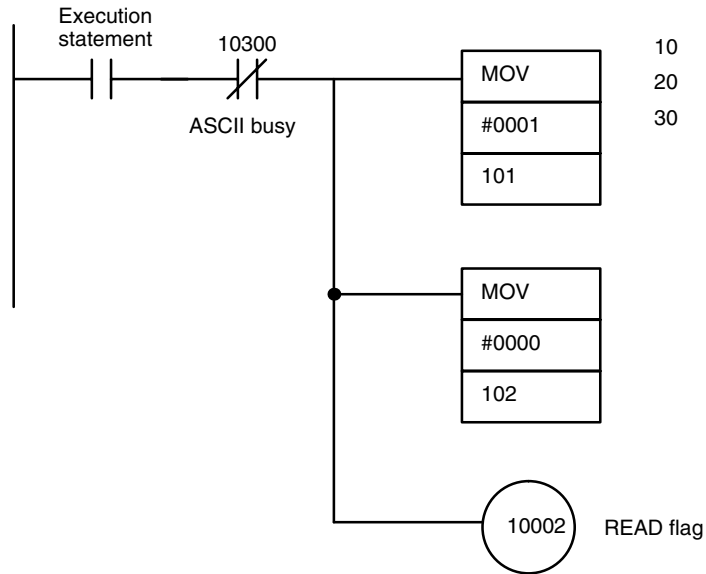 Execution
statement
10300
ASCII busy
MOV
#0001
101
10
20
30
MOV
#0000
102
10002
READ flag